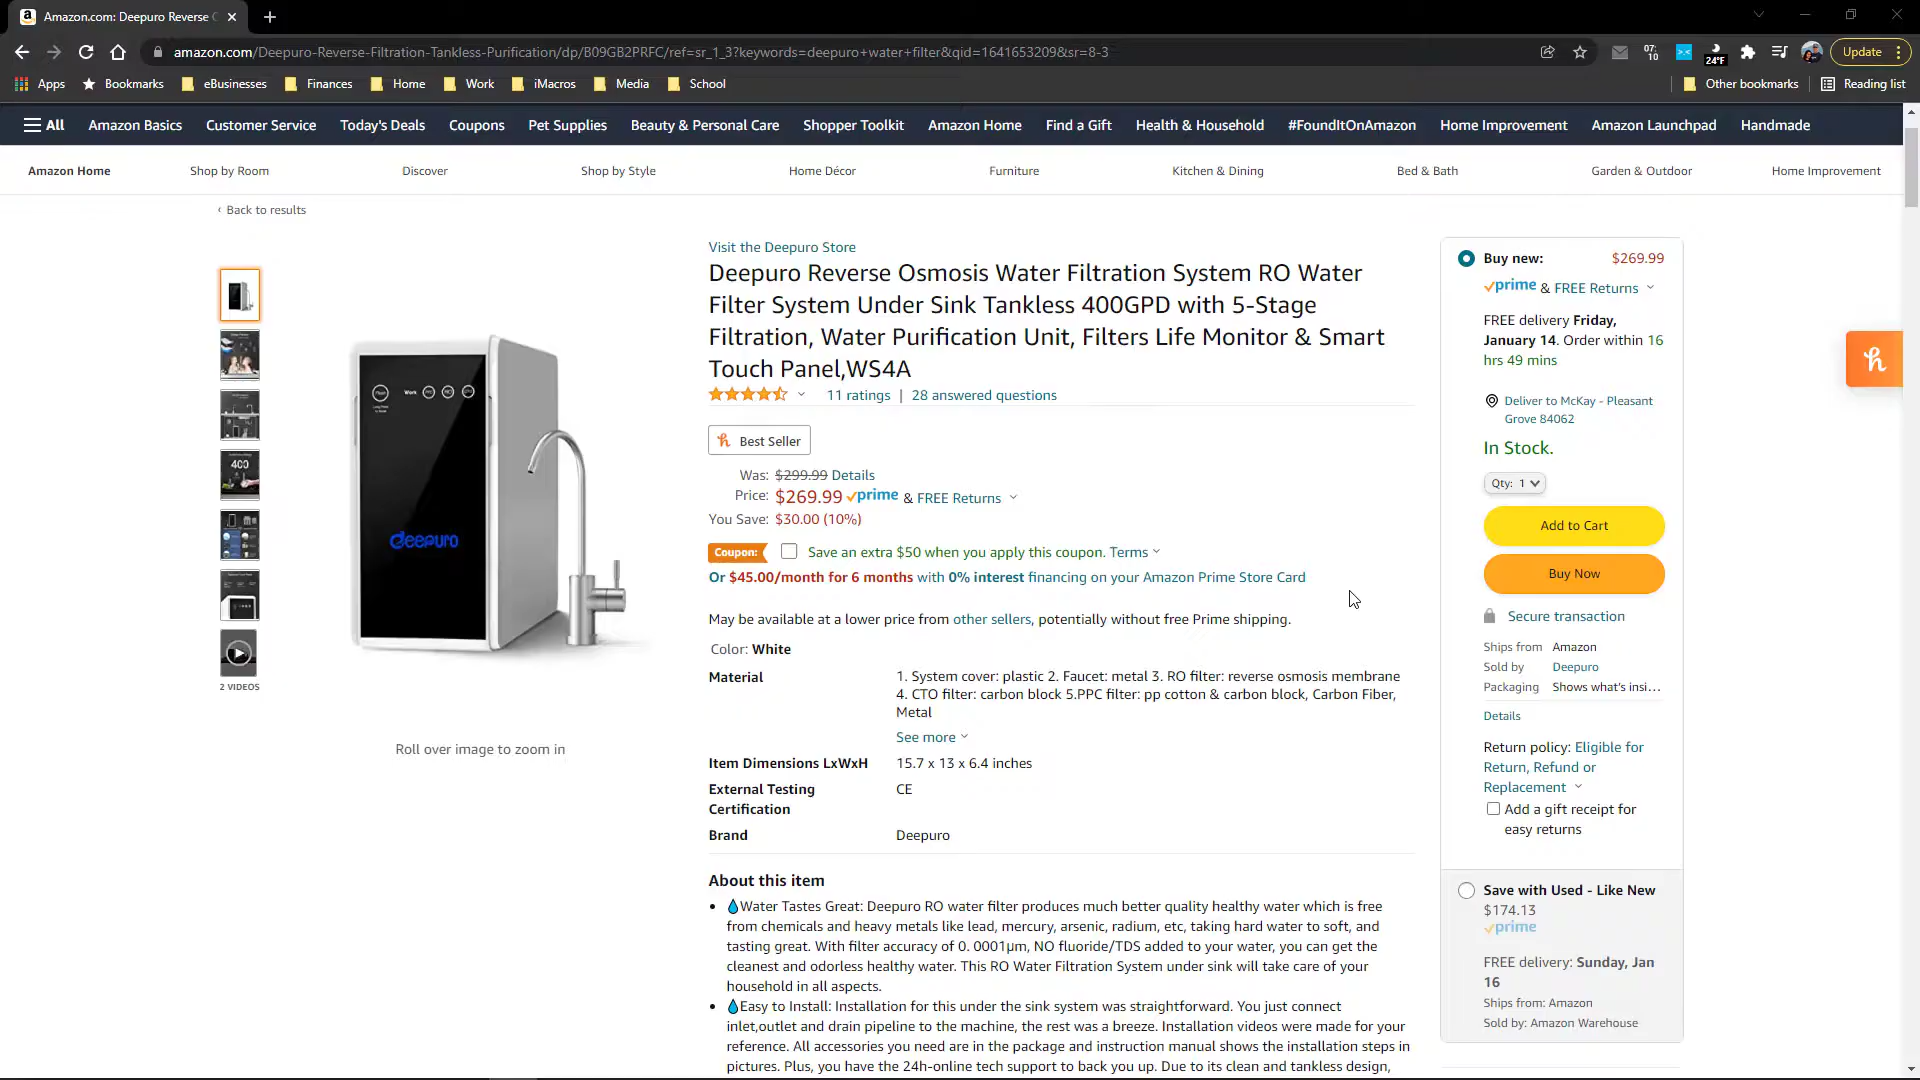 Amazon.com: Deepuro Reverse O
amazon.com/Deepuro-Reverse-Filtration-Tankless-Purification/dp/B09GB2PRFC/ref=sr_1_3?keywords=deepuro+water+filter&qid=1641653209&sr=8-3
07:
10
24°F
Update
Apps
Bookmarks
eBusinesses
Finances
Home
Work
iMacros
Media
School
Other bookmarks
Reading list
All
Amazon Basics
Customer Service
Today's Deals
Coupons
Pet Supplies
Beauty & Personal Care
Shopper Toolkit
Amazon Home
Find a Gift
Health & Household
#FoundItOnAmazon
Home Improvement
Amazon Launchpad
Handmade
Amazon Home
Shop by Room
Discover
Shop by Style
Home Décor
Furniture
Kitchen & Dining
Bed & Bath
Garden & Outdoor
Home Improvement
‹ Back to results
400
2 VIDEOS
Work
deepuro
Roll over image to zoom in
Visit the Deepuro Store
Deepuro Reverse Osmosis Water Filtration System RO Water
Filter System Under Sink Tankless 400GPD with 5-Stage
Filtration, Water Purification Unit, Filters Life Monitor & Smart
Touch Panel,WS4A
11 ratings | 28 answered questions
Best Seller
Was: $299.99 Details
Price: $269.99 prime & FREE Returns
You Save: $30.00 (10%)
Coupon: Save an extra $50 when you apply this coupon. Terms
Or $45.00/month for 6 months with 0% interest financing on your Amazon Prime Store Card
May be available at a lower price from other sellers, potentially without free Prime shipping.
Color: White
Material 1. System cover: plastic 2. Faucet: metal 3. RO filter: reverse osmosis membrane
4. CTO filter: carbon block 5.PPC filter: pp cotton & carbon block, Carbon Fiber,
Metal
See more
Item Dimensions LxWxH 15.7 x 13 x 6.4 inches
External Testing CE
Certification
Brand Deepuro
About this item
• Water Tastes Great: Deepuro RO water filter produces much better quality healthy water which is free
from chemicals and heavy metals like lead, mercury, arsenic, radium, etc, taking hard water to soft, and
tasting great. With filter accuracy of 0. 0001μm, NO fluoride/TDS added to your water, you can get the
cleanest and odorless healthy water. This RO Water Filtration System under sink will take care of your
household in all aspects.
• Easy to Install: Installation for this under the sink system was straightforward. You just connect
inlet,outlet and drain pipeline to the machine, the rest was a breeze. Installation videos were made for your
reference. All accessories you need are in the package and instruction manual shows the installation steps in
pictures. Plus, you have the 24h-online tech support to back you up. Due to its clean and tankless design,
Buy new: $269.99
prime & FREE Returns
FREE delivery Friday,
January 14. Order within 16
hrs 49 mins
Deliver to McKay - Pleasant
Grove 84062
In Stock.
Qty: 1
Add to Cart
Buy Now
Secure transaction
Ships from Amazon
Sold by Deepuro
Packaging Shows what's insi…
Details
Return policy: Eligible for
Return, Refund or
Replacement
Add a gift receipt for
easy returns
Save with Used - Like New
$174.13
prime
FREE delivery: Sunday, Jan
16
Ships from: Amazon
Sold by: Amazon Warehouse
h